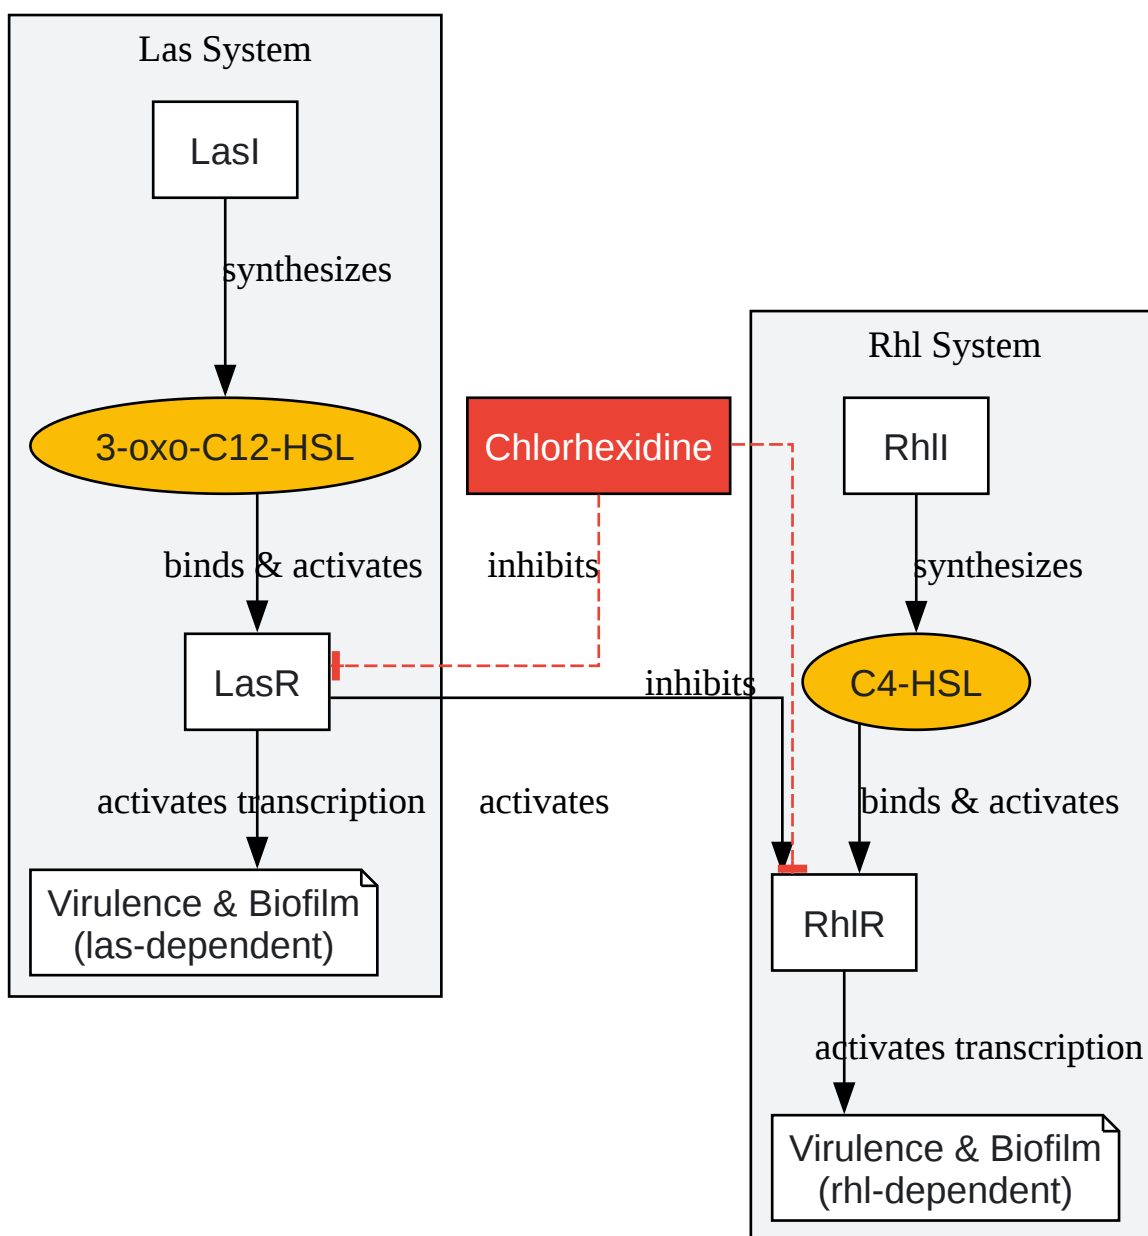 Las System
LasI
synthesizes
3-oxo-C12-HSL
binds & activates
LasR
activates transcription
Virulence & Biofilm
(las-dependent)
Chlorhexidine
inhibits
inhibits
activates
Rhl System
RhlI
synthesizes
C4-HSL
binds & activates
RhlR
activates transcription
Virulence & Biofilm
(rhl-dependent)